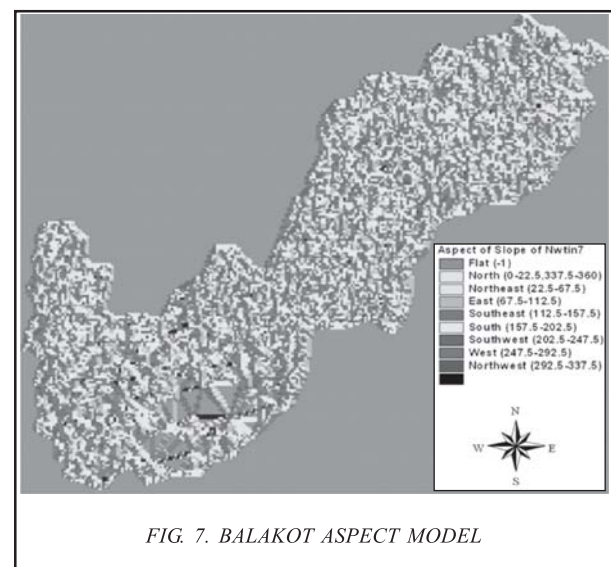 Aspect of Slope of Nwtin7
Flat (-1)
North (0-22.5,337.5-360)
Northeast (22.5-67.5)
East (67.5-112.5)
Southeast (112.5-157.5)
South (157.5-202.5)
Southwest (202.5-247.5)
West (247.5-292.5)
Northwest (292.5-337.5)
N
W E
S
FIG. 7. BALAKOT ASPECT MODEL